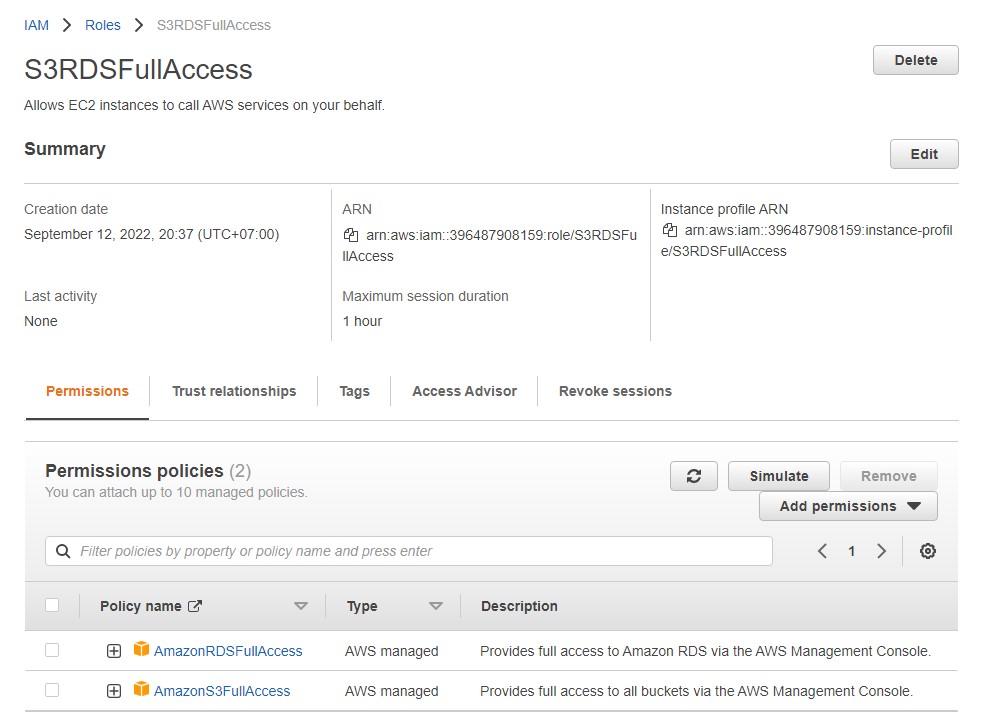 IAM > Roles > S3RDSFullAccess
S3RDSFullAccess
Delete
Allows EC2 instances to call AWS services on your behalf.
Summary
Edit
Creation date
September 12, 2022, 20:37 (UTC+07:00)
ARN
arn:aws:iam::396487908159:role/S3RDSFu
llAccess
Instance profile ARN
arn:aws:iam::396487908159:instance-profil
e/S3RDSFullAccess
Last activity
None
Maximum session duration
1 hour
Permissions
Trust relationships
Tags
Access Advisor
Revoke sessions
Permissions policies (2)
You can attach up to 10 managed policies.
Simulate
Remove
Add permissions
Filter policies by property or policy name and press enter
1
Policy name
Type
Description
AmazonRDSFullAccess
AWS managed
Provides full access to Amazon RDS via the AWS Management Console.
AmazonS3FullAccess
AWS managed
Provides full access to all buckets via the AWS Management Console.